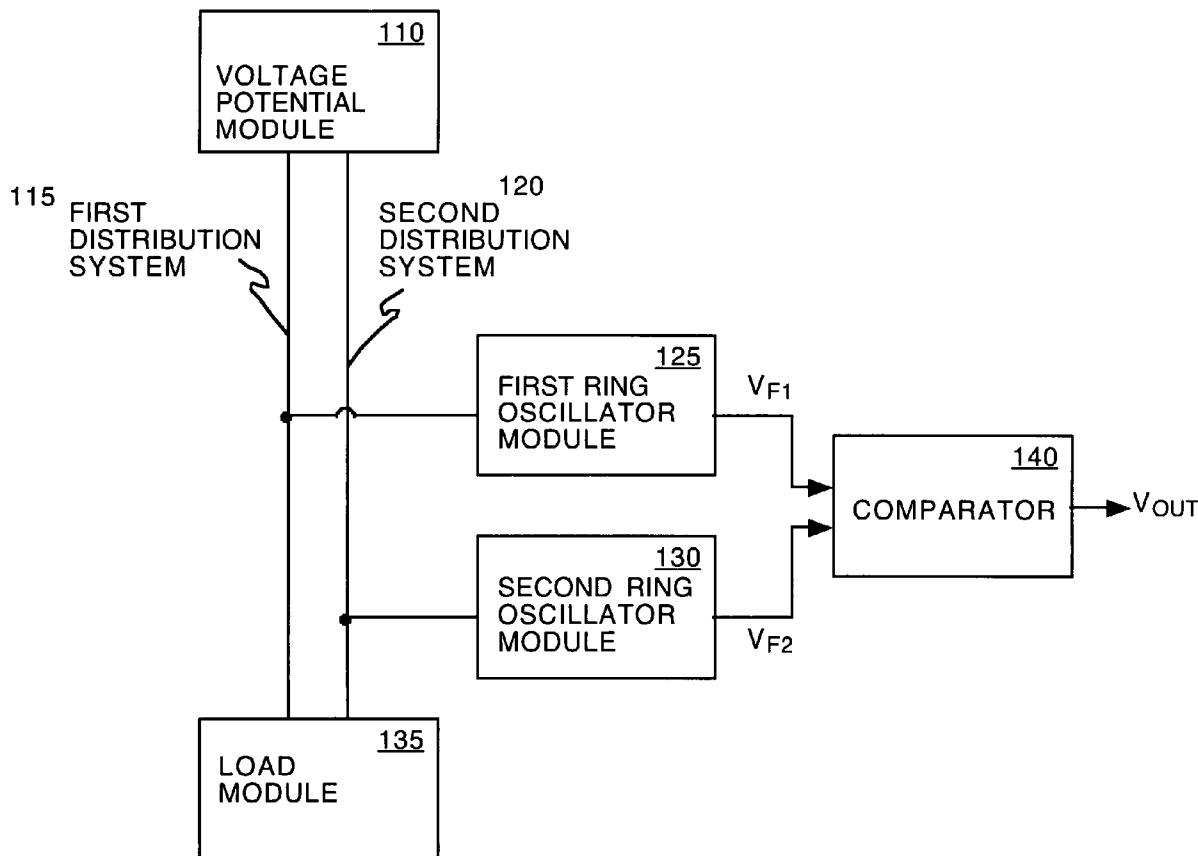 110
VOLTAGE
POTENTIAL
MODULE
115
FIRST
DISTRIBUTION
SYSTEM
120
SECOND
DISTRIBUTION
SYSTEM
125
FIRST RING
OSCILLATOR
MODULE
VF1
140
COMPARATOR
VOUT
130
SECOND RING
OSCILLATOR
MODULE
VF2
135
LOAD
MODULE